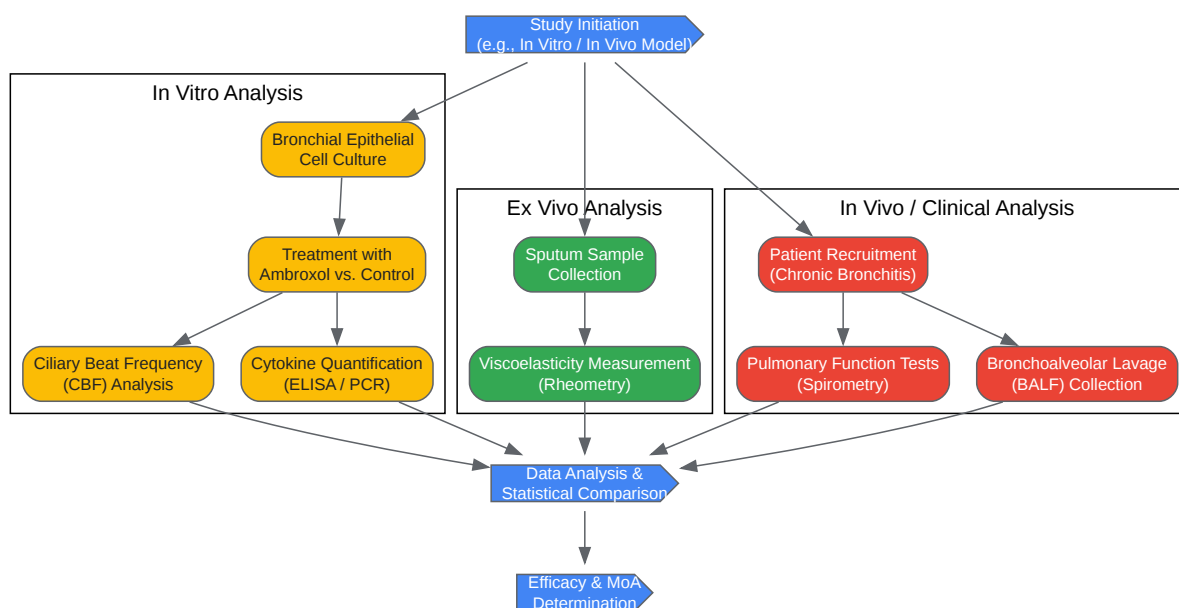 Study Initiation
(e.g., In Vitro / In Vivo Model)
In Vitro Analysis
Bronchial Epithelial
Cell Culture
Treatment with
Ambroxol vs. Control
Ciliary Beat Frequency
(CBF) Analysis
Cytokine Quantification
(ELISA / PCR)
Ex Vivo Analysis
Sputum Sample
Collection
Viscoelasticity Measurement
(Rheometry)
In Vivo / Clinical Analysis
Patient Recruitment
(Chronic Bronchitis)
Pulmonary Function Tests
(Spirometry)
Bronchoalveolar Lavage
(BALF) Collection
Data Analysis &
Statistical Comparison
Efficacy & MoA
Determination